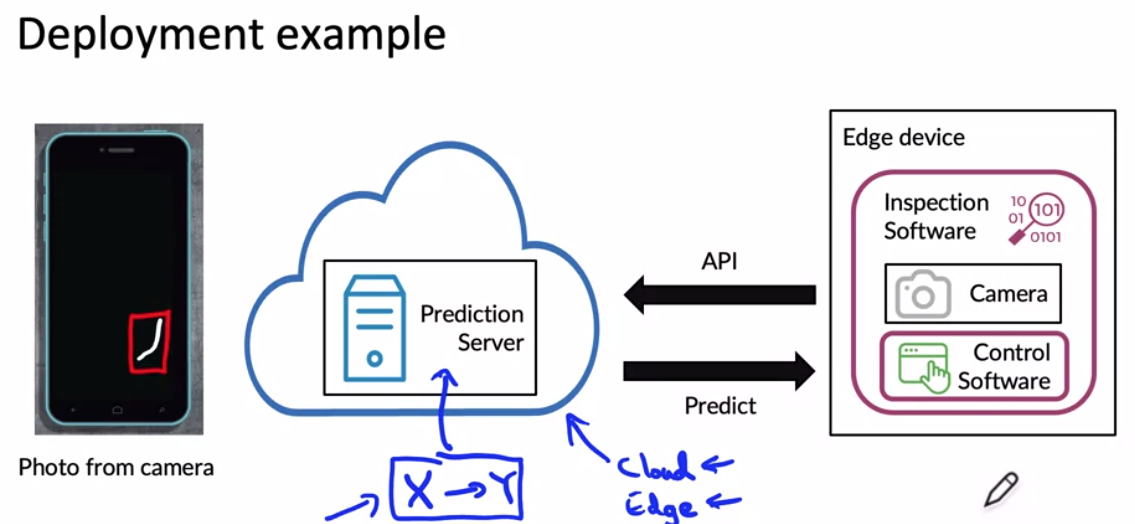 Deployment example
Edge device
Inspection
Software
10
01
101
0101
API
Camera
Prediction
Server
Control
Software
Predict
Photo from camera
X → Y
Cloud ←
Edge ←